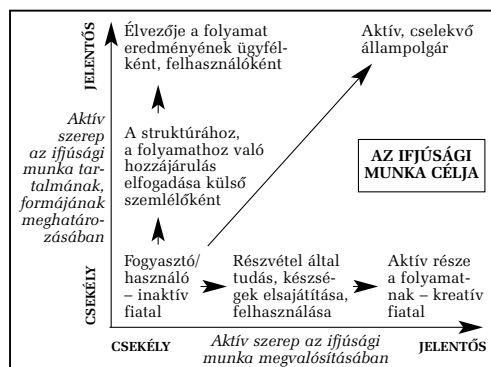 JELENTŐS
Élvezője a folyamat
eredményének ügyfél-
ként, felhasználóként
Aktív, cselekvő
állampolgár
Aktív
szerep
az ifjúsági
munka tar-
talmának,
formájának
meghatáro-
zásában
A struktúrához,
a folyamathoz való
hozzájárulás
elfogadása külső
szemlélőként
AZ IFJÚSÁGI
MUNKA CÉLJA
CSEKÉLY
Fogyasztó/
használó
– inaktív
fiatal
Részvétel által
tudás, készsé-
gek elsajátítása,
felhasználása
Aktív része
a folyamat-
nak – kreatív
fiatal
CSEKÉLY
Aktív szerep az ifjúsági
munka megvalósításában
JELENTŐS